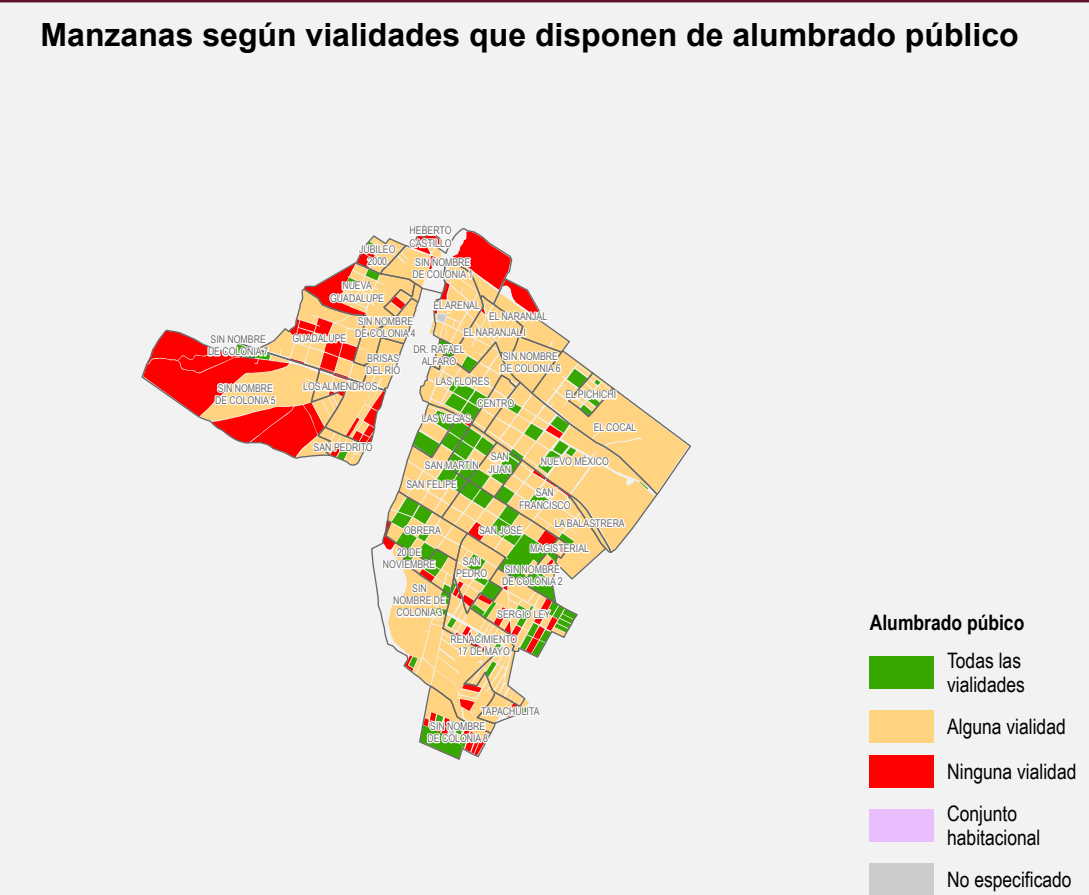 Manzanas según vialidades que disponen de alumbrado público
HEBERTO
CASTILLO
JUBILEO
2000
SIN NOMBRE
DE COLONIA 1
NUEVA
GUADALUPE
EL ARENAL
EL NARANJAL
SIN NOMBRE
DE COLONIA 4
EL NARANJAL I
SIN NOMBRE
DE COLONIA 7
GUADALUPE
DR. RAFAEL
ALFARO
BRISAS
DEL RÍO
SIN NOMBRE
DE COLONIA 6
SIN NOMBRE
DE COLONIA 5
LOS ALMENDROS
LAS FLORES
EL PICHICHI
CENTRO
LAS VEGAS
EL COCAL
SAN PEDRITO
SAN MARTÍN
SAN
JUAN
NUEVO MÉXICO
SAN FELIPE
SAN
FRANCISCO
OBRERA
SAN JOSÉ
LA BALASTRERA
20 DE
NOVIEMBRE
MAGISTERIAL
SAN
PEDRO
SIN NOMBRE
DE COLONIA 2
SIN
NOMBRE DE
COLONIA 3
SERGIO LEY
RENACIMIENTO
17 DE MAYO
TAPACHULITA
SIN NOMBRE
DE COLONIA 8
Alumbrado púbico
Todas las
vialidades
Alguna vialidad
Ninguna vialidad
Conjunto
habitacional
No especificado